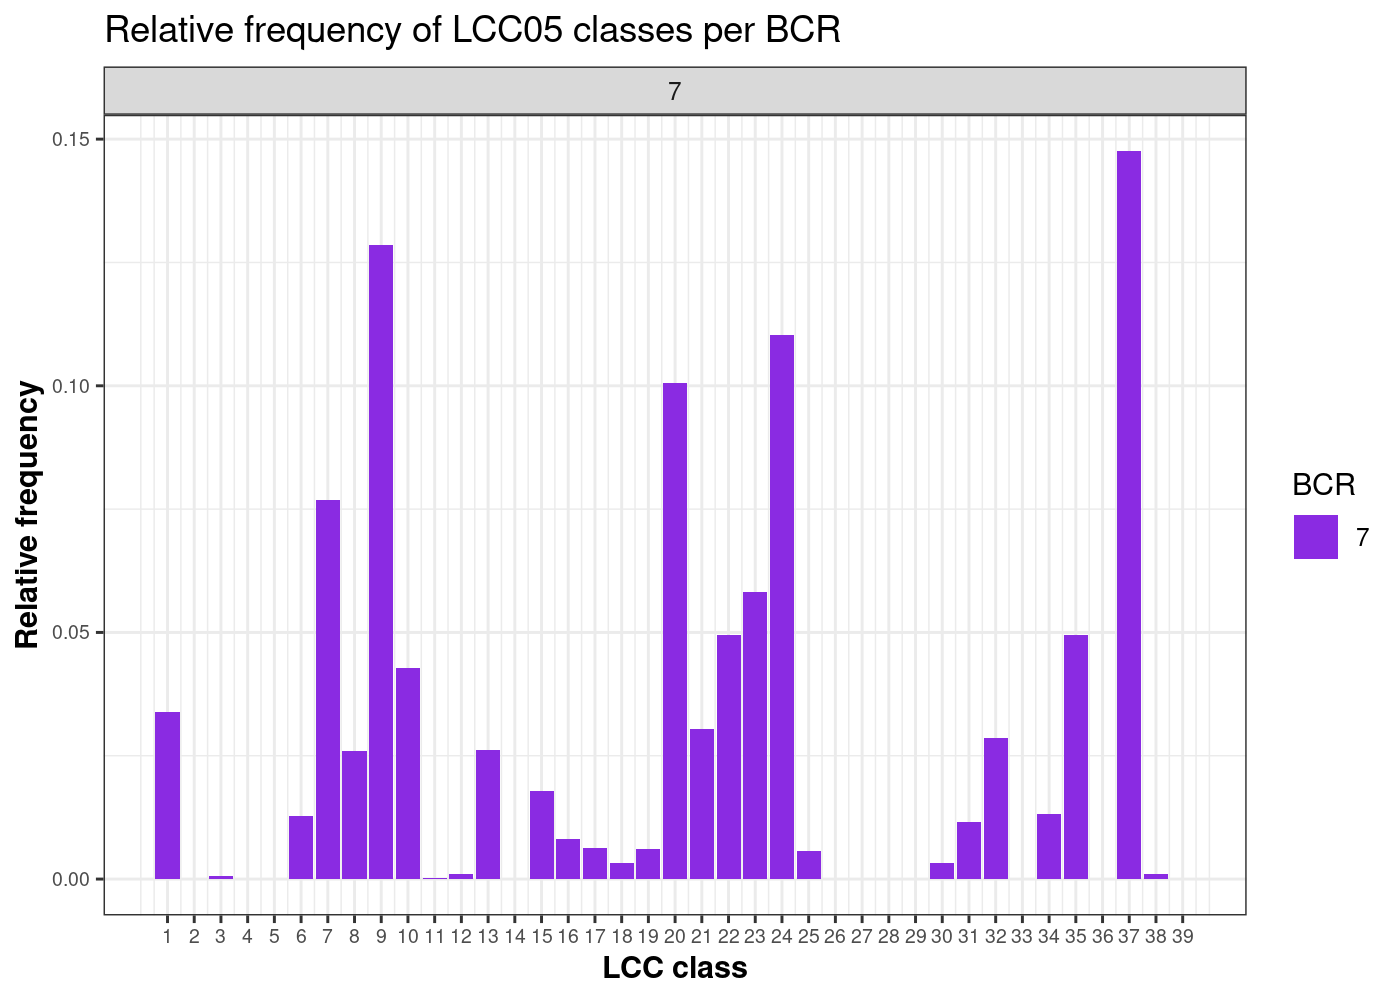 Relative frequency of LCC05 classes per BCR
7
0.15
0.10
0.05
0.00
Relative frequency
1 2 3 4 5 6 7 8 9 10 11 12 13 14 15 16 17 18 19 20 21 22 23 24 25 26 27 28 29 30 31 32 33 34 35 36 37 38 39
LCC class
BCR
7